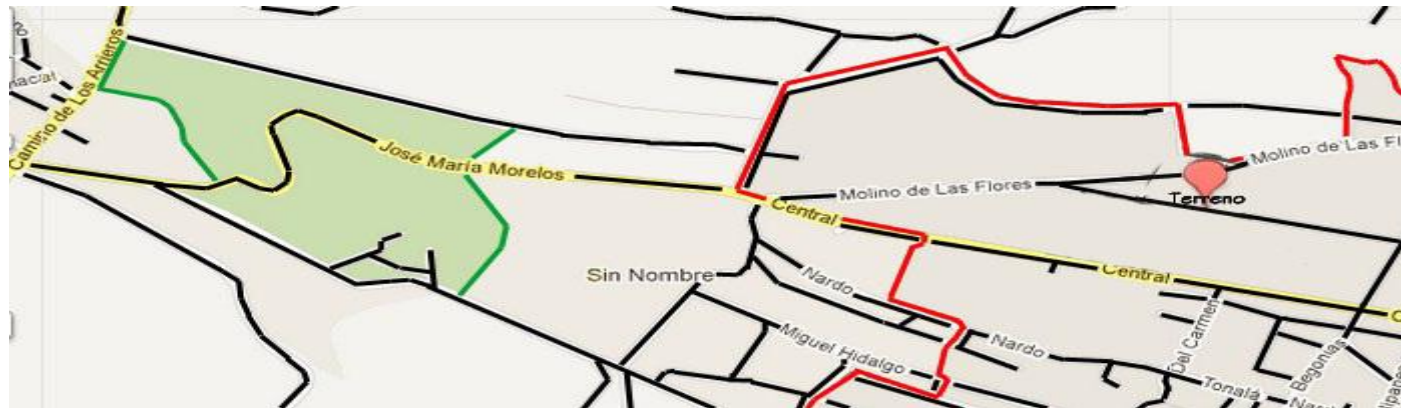 Camino de Los Arrieros
José María Morelos
Molino de Las Fl
Molino de Las Flores
Terreno
Central
Central
Sin Nombre
Nardo
Miguel Hidalgo
Nardo
Del Carmen
Begonias
Tonalá